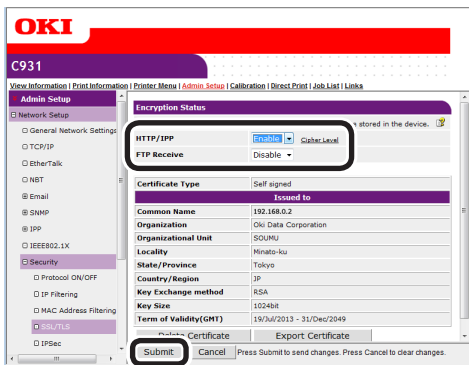 OKI
C931
View Information | Print Information | Printer Menu | Admin Setup | Calibration | Direct Print | Job List | Links
Admin Setup
Network Setup
General Network Settings
TCP/IP
EtherTalk
NBT
Email
SNMP
IPP
IEEE802.1X
Security
Protocol ON/OFF
IP Filtering
MAC Address Filtering
SSL/TLS
IPSec
Encryption Status
stored in the device.
HTTP/IPP Enable Cipher Level
FTP Receive Disable
Certificate Type Self signed
Issued to
Common Name 192.168.0.2
Organization Oki Data Corporation
Organizational Unit SOUMU
Locality Minato-ku
State/Province Tokyo
Country/Region JP
Key Exchange method RSA
Key Size 1024bit
Term of Validity(GMT) 19/Jul/2013 - 31/Dec/2049
Delete Certificate Export Certificate
Submit Cancel Press Submit to send changes. Press Cancel to clear changes.